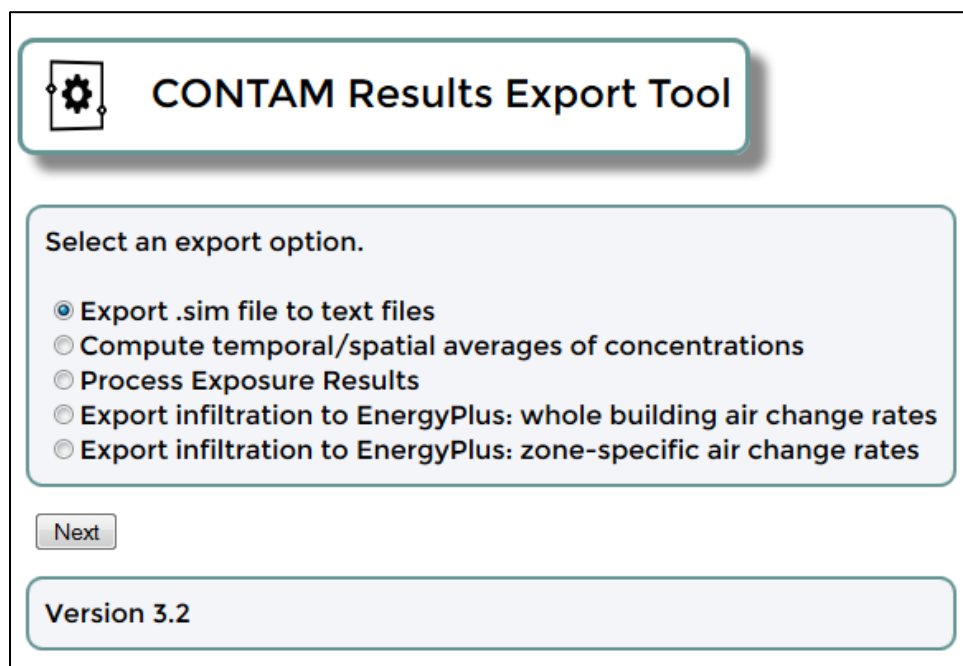 CONTAM Results Export Tool
Select an export option.
Export .sim file to text files
Compute temporal/spatial averages of concentrations
Process Exposure Results
Export infiltration to EnergyPlus: whole building air change rates
Export infiltration to EnergyPlus: zone-specific air change rates
Next
Version 3.2